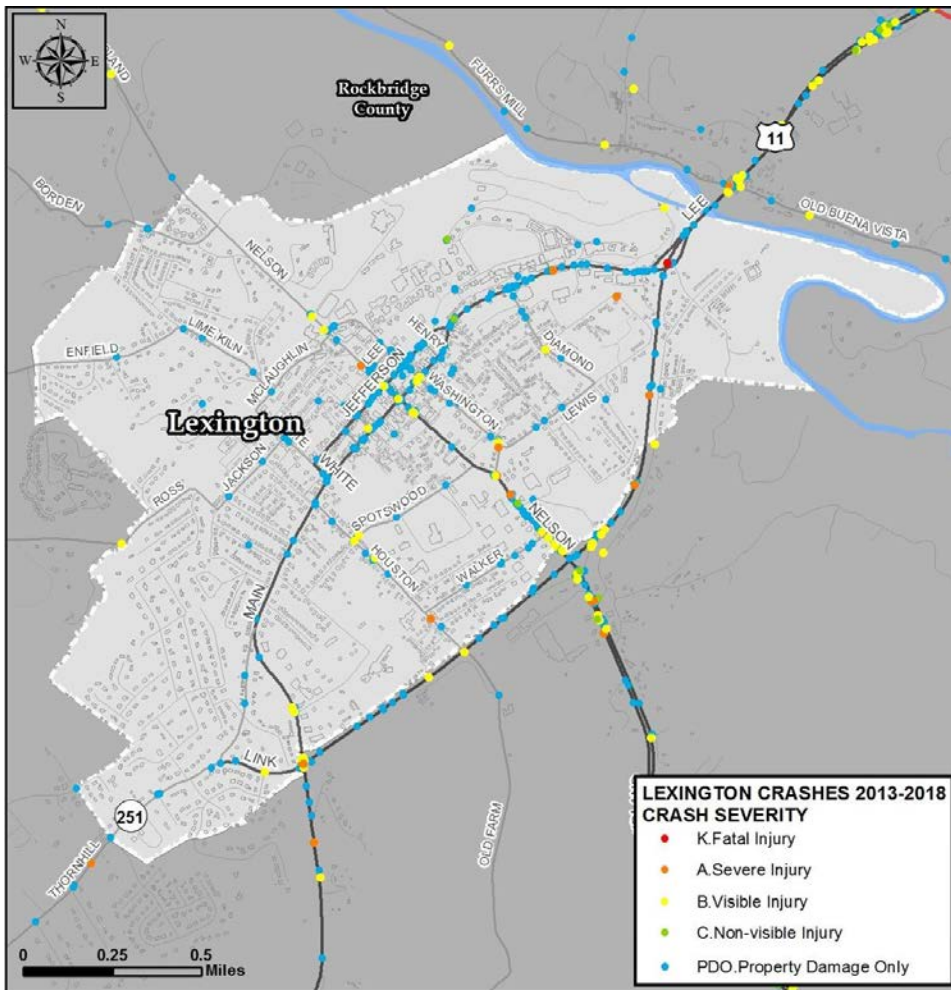 N
W E
S
Rockbridge
County
FURRS MILL
11
BORDEN
LEE
OLD BUENA VISTA
NELSON
HENRY
LIME KILN
DIAMOND
ENFIELD
LEE
JEFFERSON
MCLAUGHLIN
WASHINGTON
LEWIS
Lexington
WHITE
JACKSON
ROSS
SPOTSWOOD
NELSON
HOUSTON
WALKER
MAIN
LINK
251
OLD FARM
THORNHILL
0 0.25 0.5
Miles
LEXINGTON CRASHES 2013-2018
CRASH SEVERITY
K.Fatal Injury
A.Severe Injury
B.Visible Injury
C.Non-visible Injury
PDO.Property Damage Only